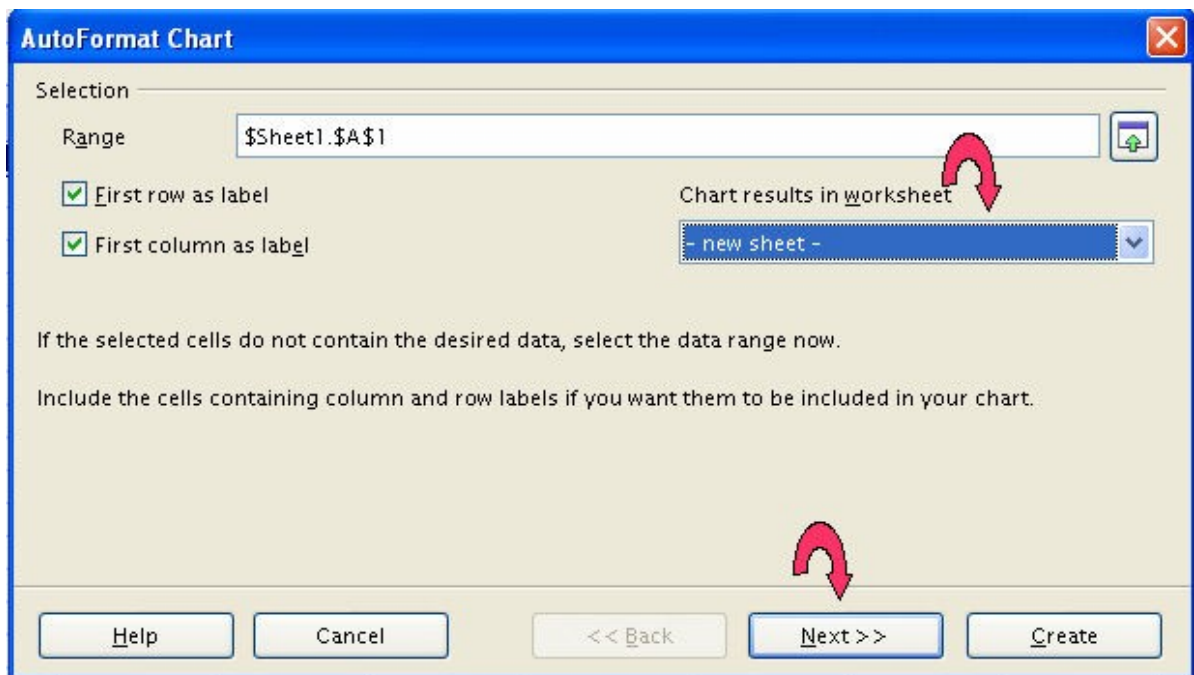 AutoFormat Chart
Selection
Range $Sheet1.$A$1
First row as label Chart results in worksheet
First column as label - new sheet -
If the selected cells do not contain the desired data, select the data range now.
Include the cells containing column and row labels if you want them to be included in your chart.
Help Cancel << Back Next >> Create